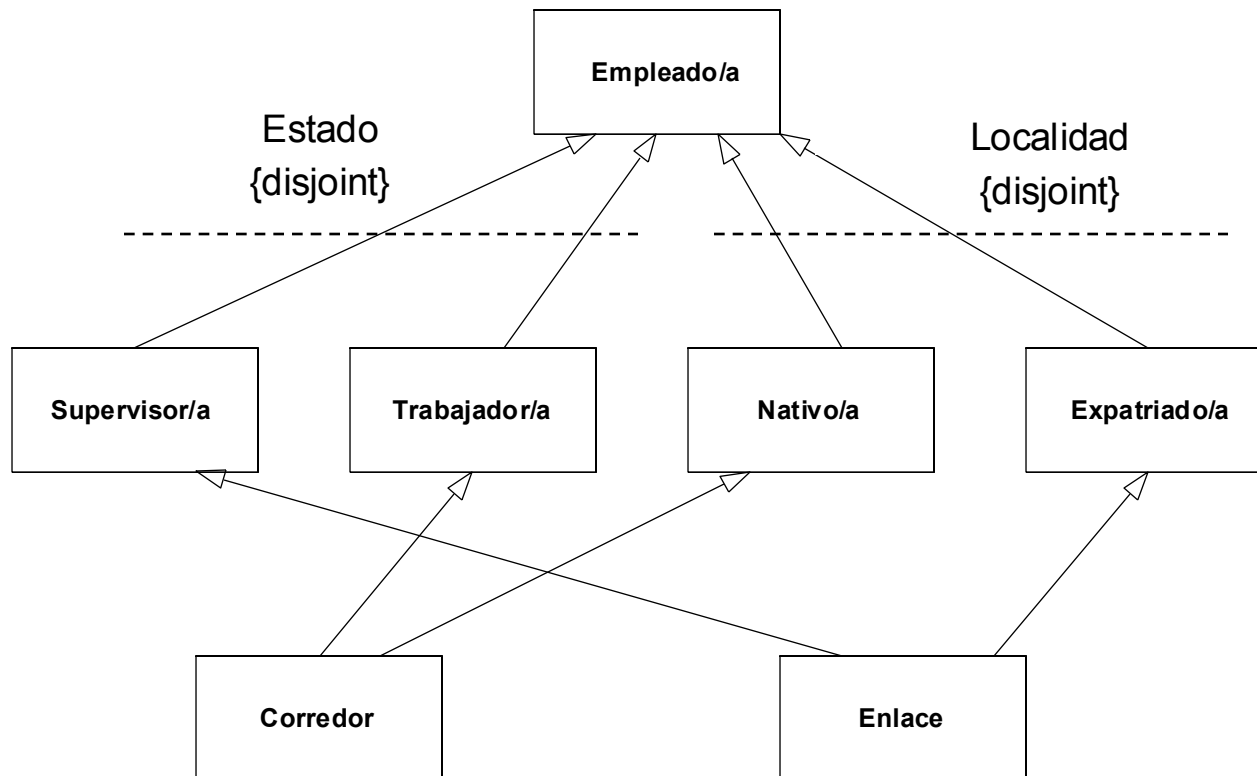 Empleado/a
Estado
{disjoint}
Localidad
{disjoint}
Supervisor/a
Trabajador/a
Nativo/a
Expatriado/a
Corredor
Enlace